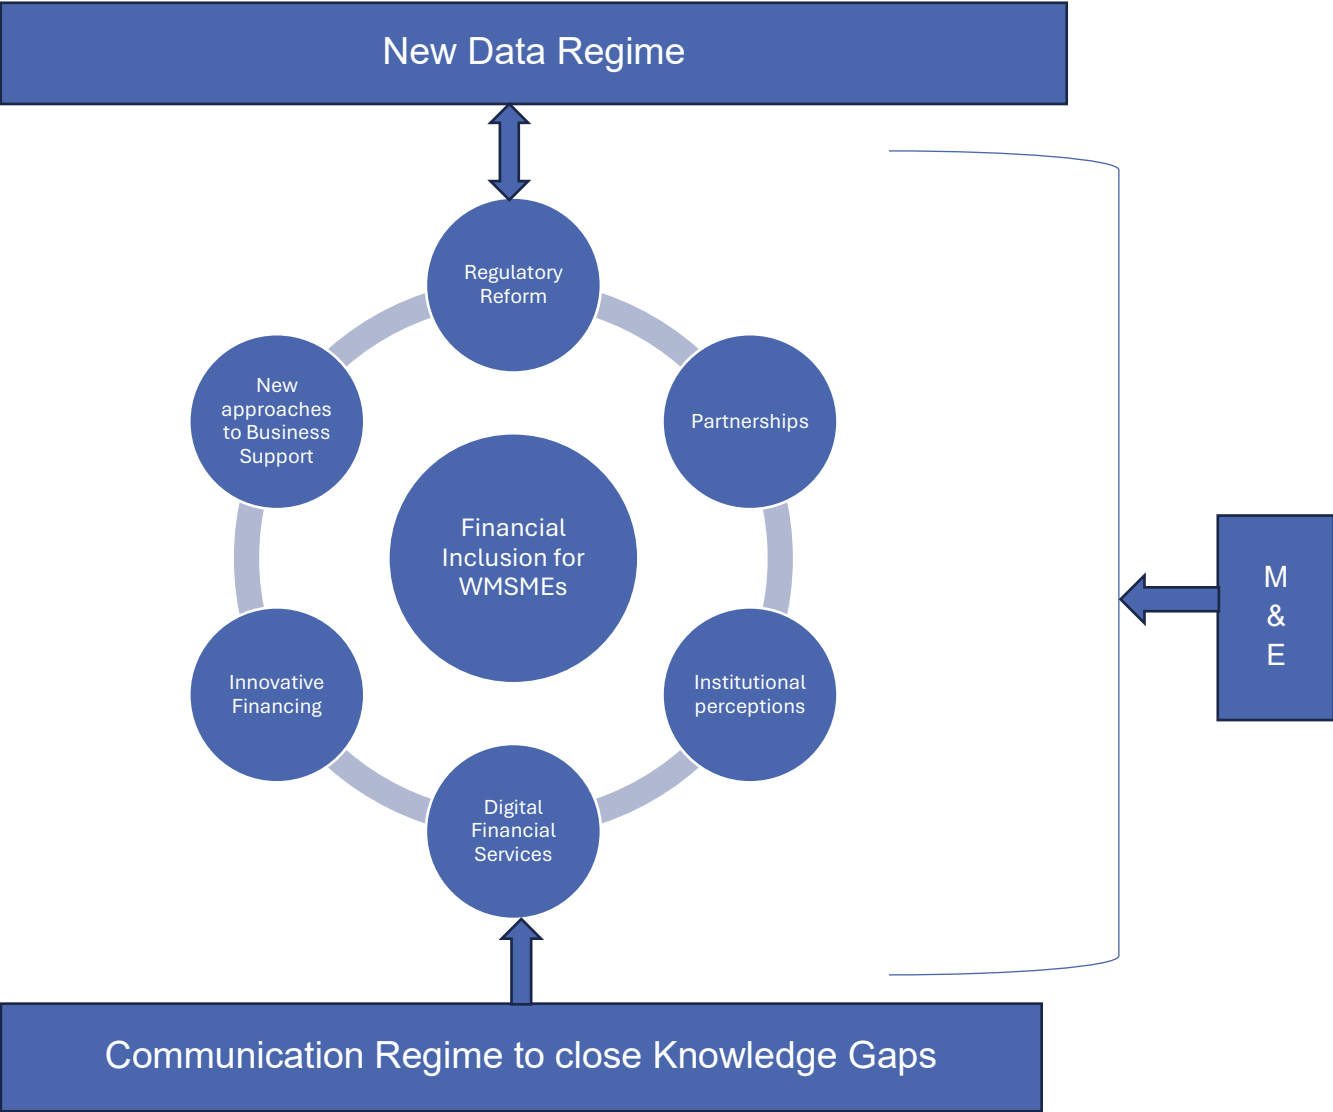 New Data Regime
Regulatory
Reform
New
approaches
to Business
Support
Partnerships
Financial
Inclusion for
WMSMEs
M
&
E
Innovative
Financing
Institutional
perceptions
Digital
Financial
Services
Communication Regime to close Knowledge Gaps